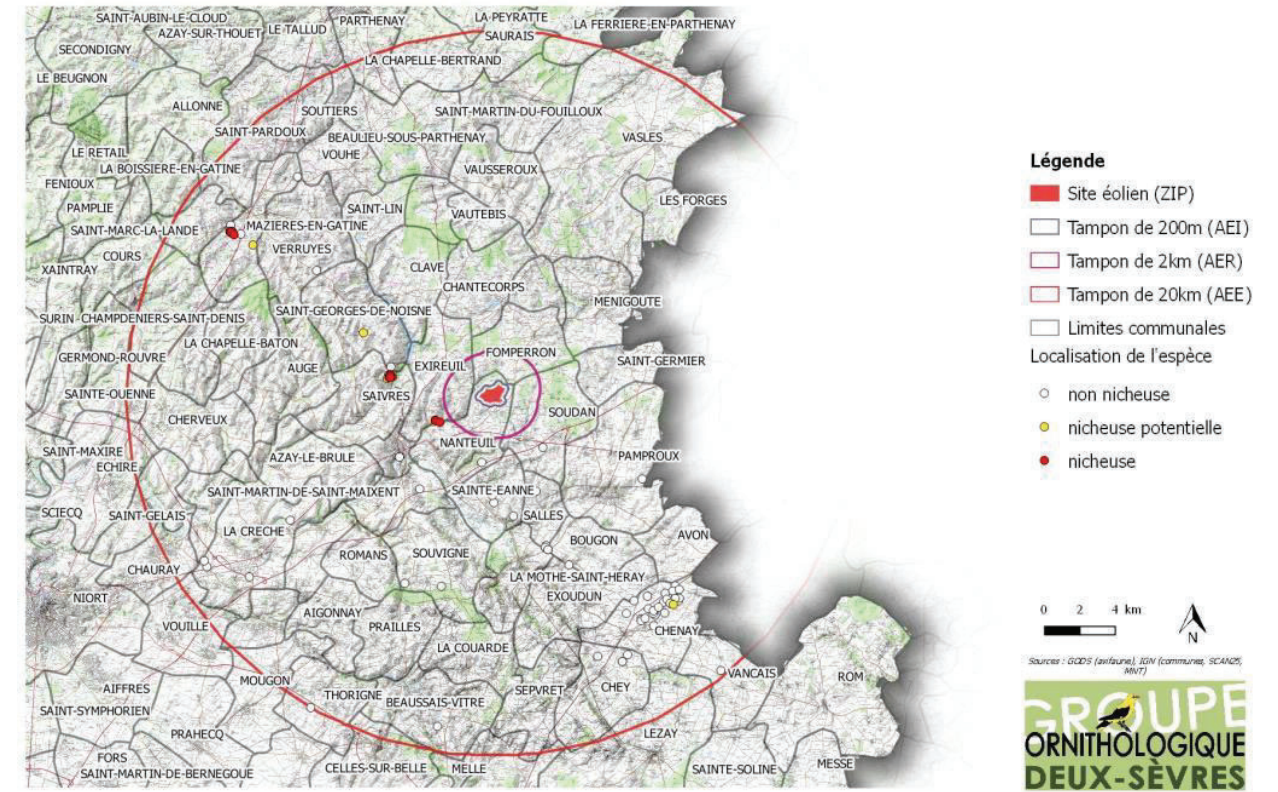 SAINT-AUBIN-LE-CLOUD
PARTHENAY
LA PEYRATTE
LA FERRIERE-EN-PARTHENAY
AZAY-SUR-THOUET
LE TALLUD
SAURAIS
SECONDIGNY
LA CHAPELLE-BERTRAND
LE BEUGNON
ALLONNE
SOUTIERS
SAINT-MARTIN-DU-FOUILLOUX
SAINT-PARDOUX
BEAULIEU-SOUS-PARTHENAY
VASLES
LE RETAIL
VOUHE
LA BOISSIERE-EN-GATINE
VAUSSEROUX
FENIOUX
PAMPLIE
SAINT-LIN
VAUTEBIS
LES FORGES
SAINT-MARC-LA-LANDE
MAZIERES-EN-GATINE
VERRUYES
COURS
XAINTRAY
CLAVE
CHANTECORPS
MENIGOUTE
SURIN
CHAMPDENIERS-SAINT-DENIS
SAINT-GEORGES-DE-NOISNE
LA CHAPELLE-BATON
GERMOND-ROUVRE
FOMPERRON
SAINT-GERMIER
AUGE
EXIREUIL
SAINTE-OUENNE
SAIVRES
CHERVEUX
SOUDAN
NANTEUIL
SAINT-MAXIRE
ECHIRE
AZAY-LE-BRULE
PAMPROUX
SAINT-MARTIN-DE-SAINT-MAIXENT
SAINTE-EANNE
SCIECQ
SAINT-GELAIS
SALLES
LA CRECHE
BOUGON
AVON
ROMANS
SOUVIGNE
CHAURAY
LA MOTHE-SAINT-HERAY
NIORT
EXOUDUN
AIGONNAY
VOUILLE
PRAILLES
CHENAY
LA COUARDE
MOUGON
VANCAIS
ROM
AIFFRES
THORIGNE
SEPVRET
CHEY
BEAUSSAIS-VITRE
SAINT-SYMPHORIEN
PRAHECQ
LEZAY
FORS
CELLES-SUR-BELLE
MELLE
SAINTE-SOLINE
MESSE
SAINT-MARTIN-DE-BERNEGOUE
Légende
Site éolien (ZIP)
Tampon de 200m (AEI)
Tampon de 2km (AER)
Tampon de 20km (AEE)
Limites communales
Localisation de l'espèce
non nicheuse
nicheuse potentielle
nicheuse
0 2 4 km
N
Sources : GODS (avifaune), IGN (communes, SCAN25,
MNT)
GROUPE
ORNITHOLOGIQUE
DEUX-SÈVRES